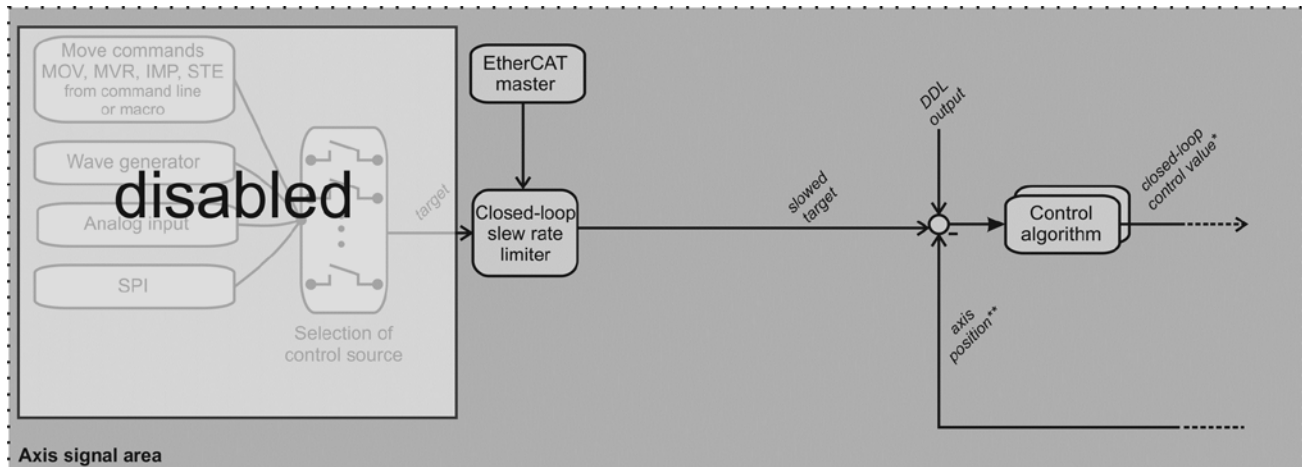 Move commands
MOV, MVR, IMP, STE
from command line
or macro
Wave generator
disabled
Analog input
SPI
Selection of
control source
target
EtherCAT
master
Closed-loop
slew rate
limiter
slowed
target
DDL
output
-
axis
position**
Control
algorithm
closed-loop
control value*
Axis signal area